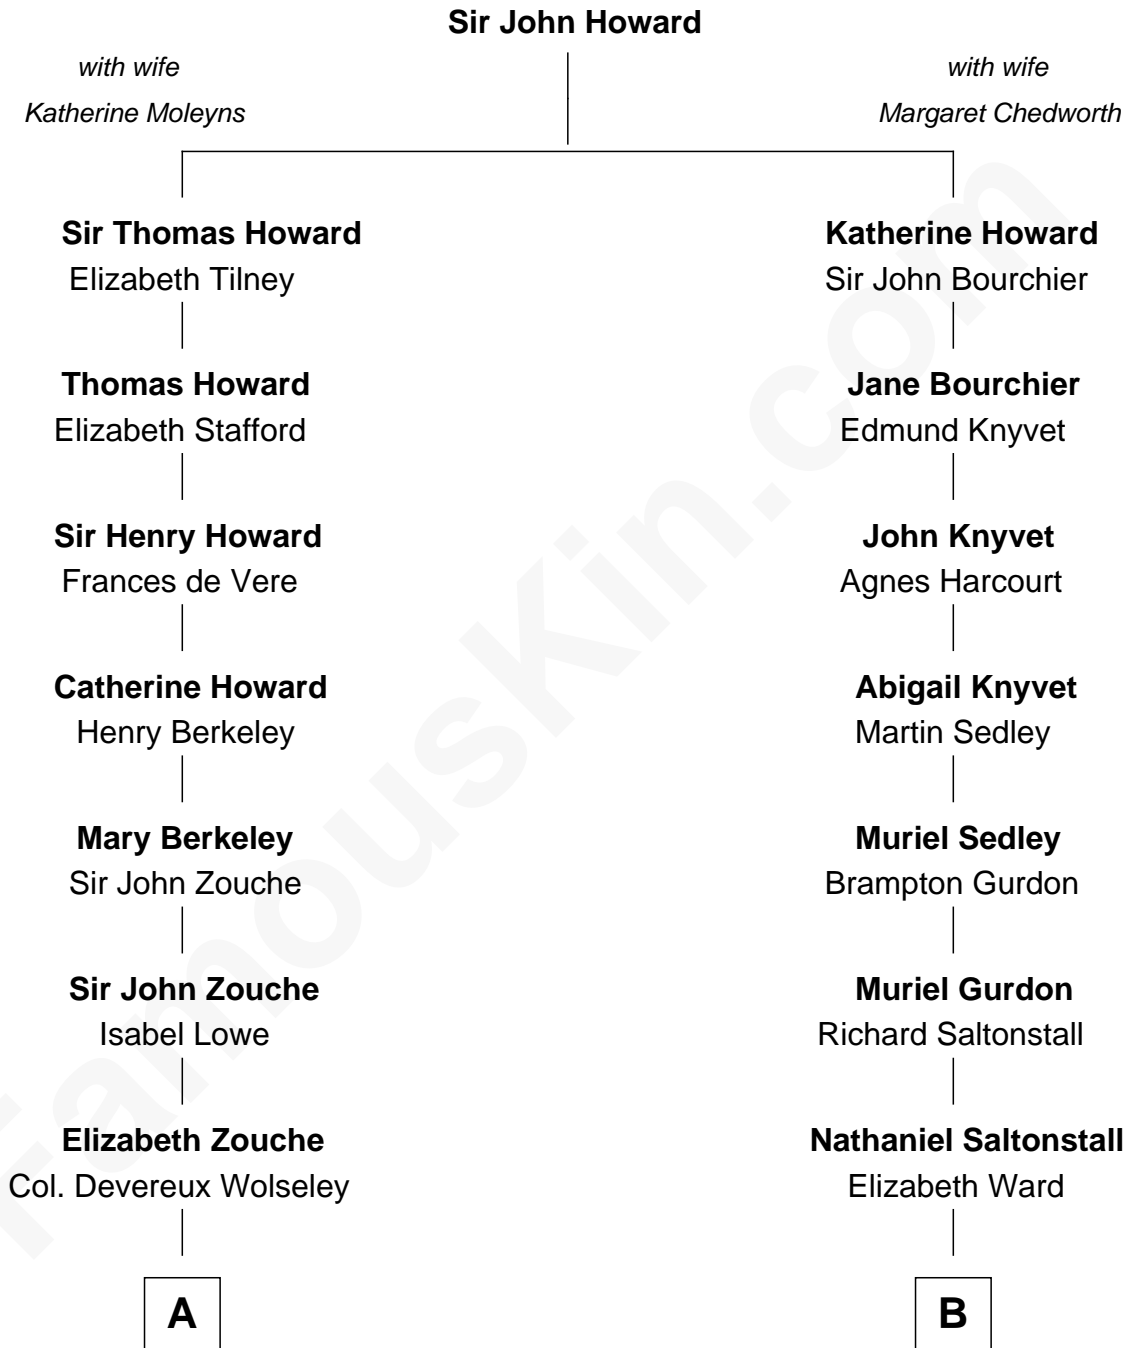 Sir John Howard
with wife
Katherine Moleyns
with wife
Margaret Chedworth
Sir Thomas Howard
Elizabeth Tilney
Katherine Howard
Sir John Bourchier
Thomas Howard
Elizabeth Stafford
Jane Bourchier
Edmund Knyvet
Sir Henry Howard
Frances de Vere
John Knyvet
Agnes Harcourt
Catherine Howard
Henry Berkeley
Abigail Knyvet
Martin Sedley
Mary Berkeley
Sir John Zouche
Muriel Sedley
Brampton Gurdon
Sir John Zouche
Isabel Lowe
Muriel Gurdon
Richard Saltonstall
Elizabeth Zouche
Col. Devereux Wolseley
Nathaniel Saltonstall
Elizabeth Ward
A
B
FamousKin.com